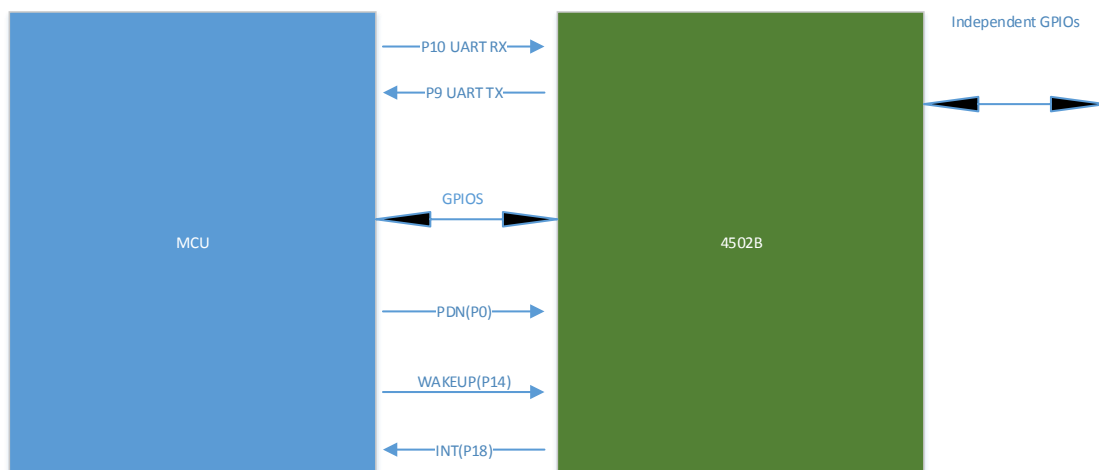 Independent GPIOs
P10 UART RX
P9 UART TX
GPIOS
MCU
4502B
PDN(P0)
WAKEUP(P14)
INT(P18)